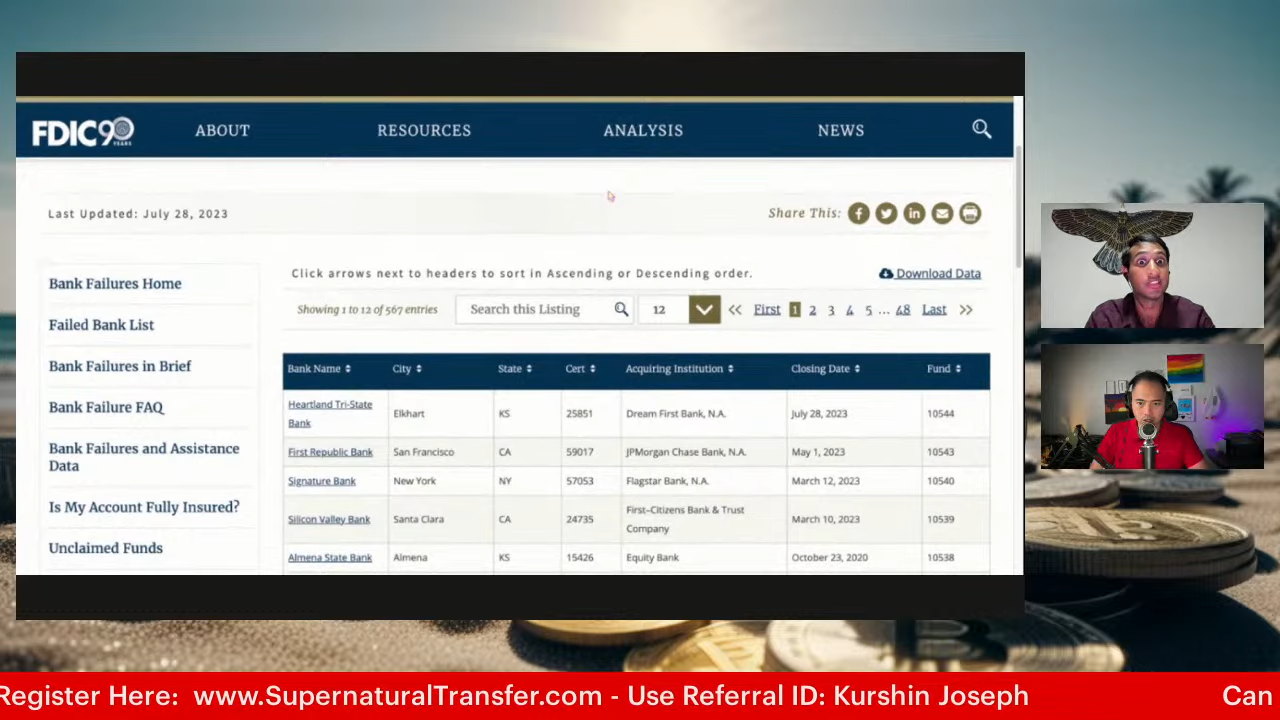 FDIC 90 YEARS
ABOUT RESOURCES ANALYSIS NEWS
Last Updated: July 28, 2023
Share This:
Bank Failures Home
Failed Bank List
Bank Failures in Brief
Bank Failure FAQ
Bank Failures and Assistance
Data
Is My Account Fully Insured?
Unclaimed Funds
Click arrows next to headers to sort in Ascending or Descending order.
Download Data
Showing 1 to 12 of 567 entries Search this Listing 12 << First 1 2 3 4 5 ... 48 Last >>
Bank Name City State Cert Acquiring Institution Closing Date Fund
Heartland Tri-State
Bank Elkhart KS 25851 Dream First Bank, N.A. July 28, 2023 10544
First Republic Bank San Francisco CA 59017 JPMorgan Chase Bank, N.A. May 1, 2023 10543
Signature Bank New York NY 57053 Flagstar Bank, N.A. March 12, 2023 10540
Silicon Valley Bank Santa Clara CA 24735 First–Citizens Bank & Trust
Company March 10, 2023 10539
Almena State Bank Almena KS 15426 Equity Bank October 23, 2020 10538
Register Here: www.SupernaturalTransfer.com - Use Referral ID: Kurshin Joseph Can